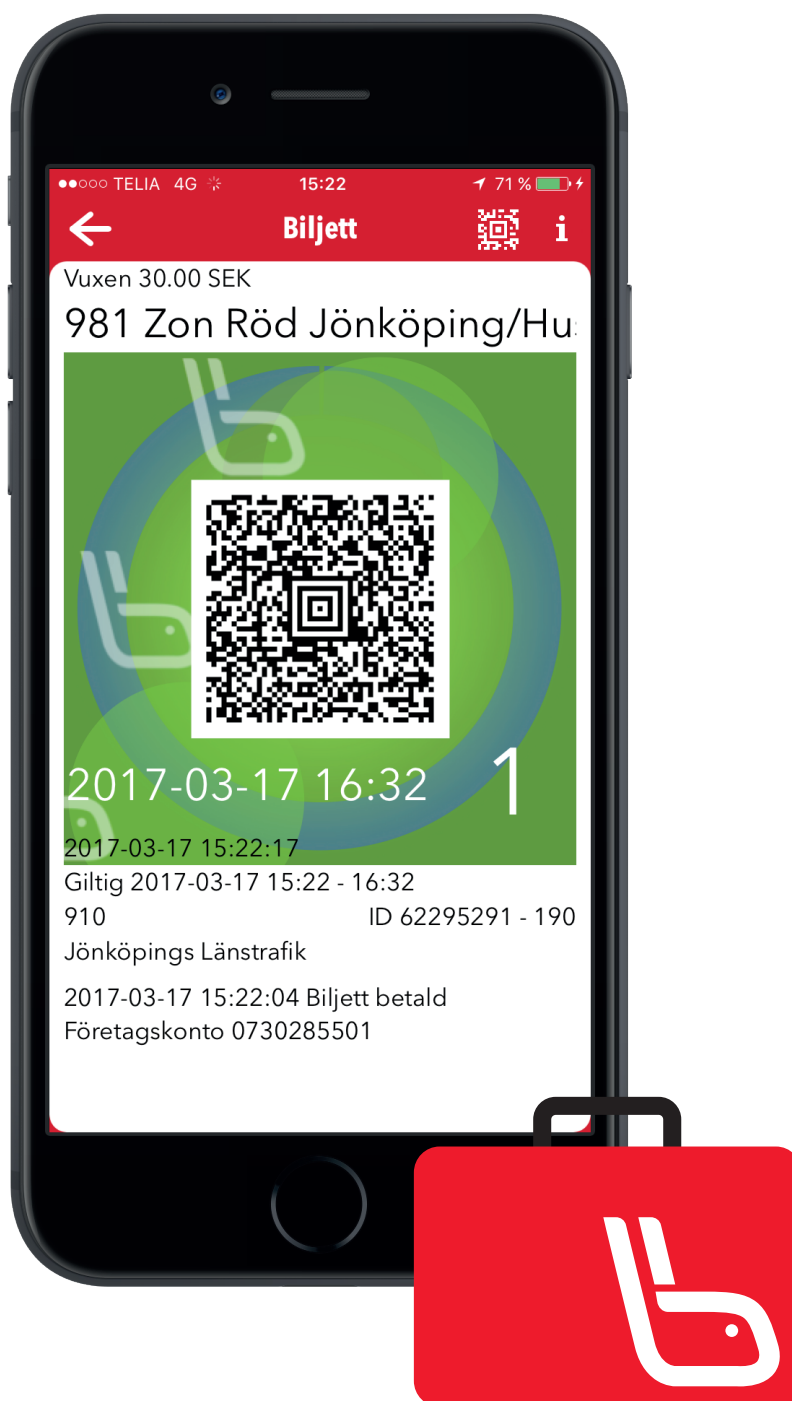 TELIA 4G 15:22 71 %
Biljett i
Vuxen 30.00 SEK
981 Zon Röd Jönköping/Hu
2017-03-17 16:32 1
2017-03-17 15:22:17
Giltig 2017-03-17 15:22 - 16:32
910 ID 62295291 - 190
Jönköpings Länstrafik
2017-03-17 15:22:04 Biljett betald
Företagskonto 0730285501